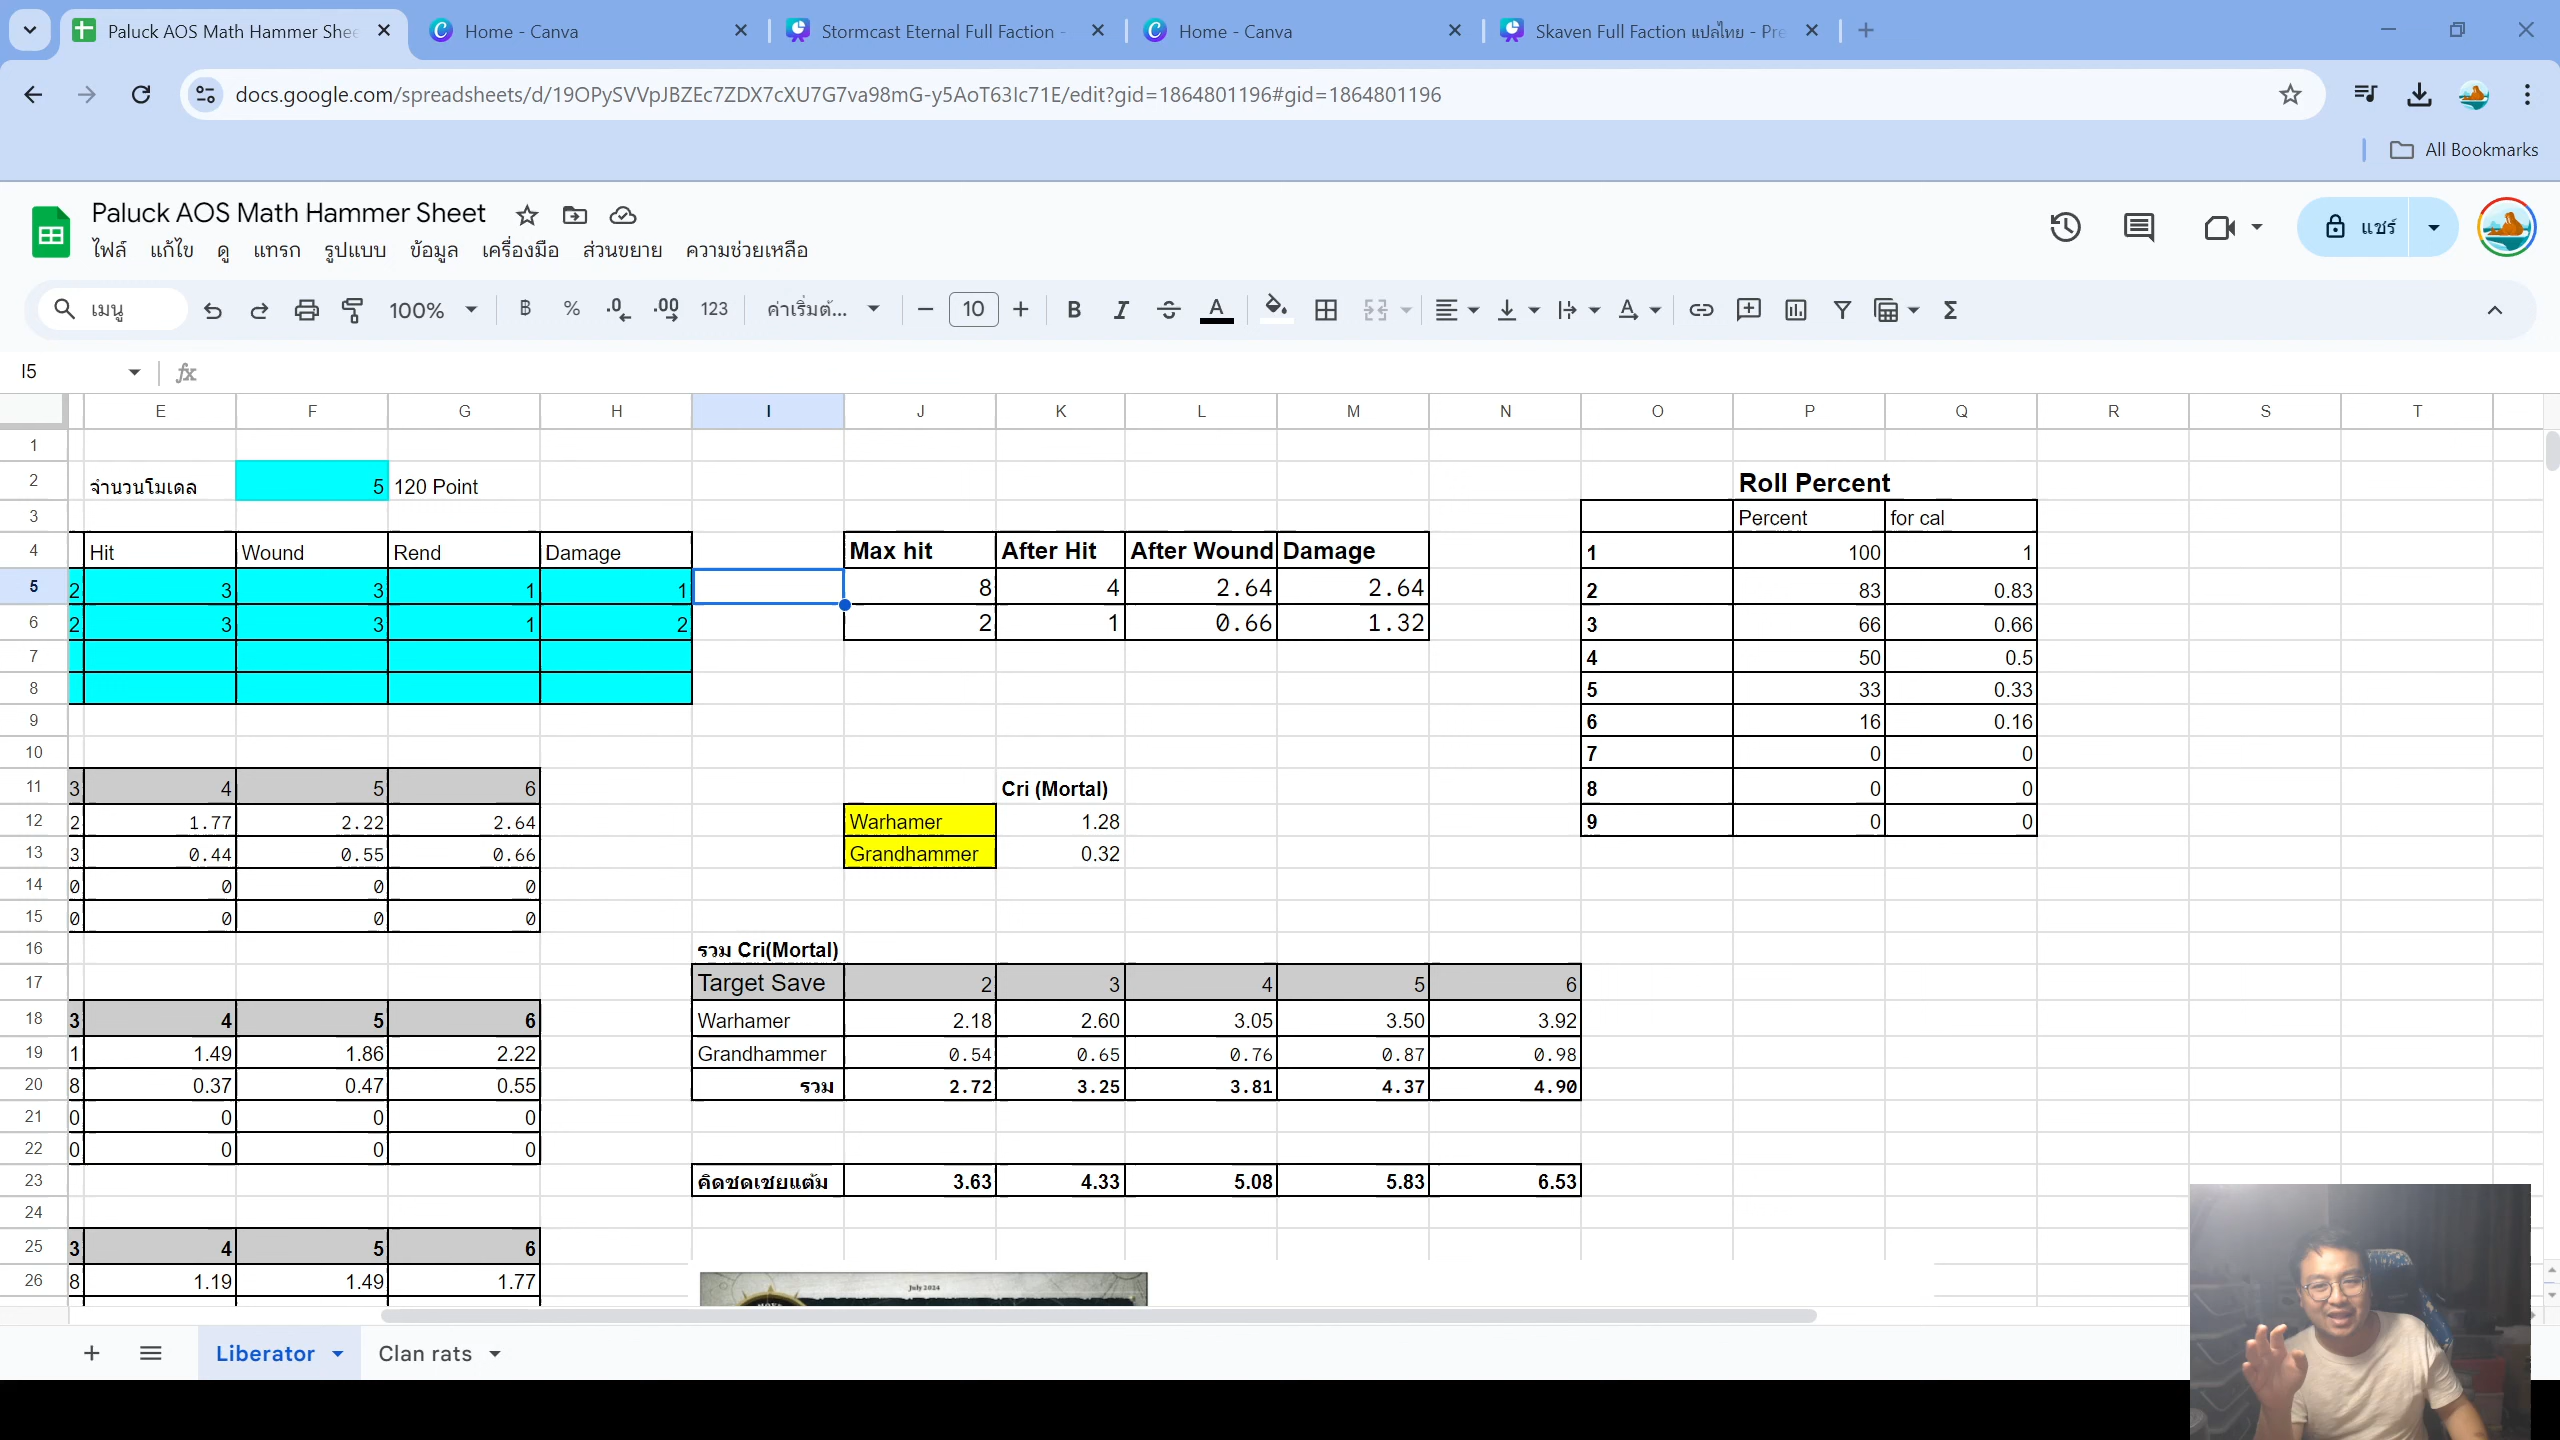 Paluck AOS Math Hammer Shee
Home - Canva
Stormcast Eternal Full Faction -
Home - Canva
Skaven Full Faction แปลไทย - Pre
docs.google.com/spreadsheets/d/19OPySVVpJBZEc7ZDX7cXU7G7va98mG-y5AoT63Ic71E/edit?gid=1864801196#gid=1864801196
All Bookmarks
Paluck AOS Math Hammer Sheet
ไฟล์ แก้ไข ดู แทรก รูปแบบ ข้อมูล เครื่องมือ ส่วนขยาย ความช่วยเหลือ
แชร์
เมนู 100% ฿ % .0 .00 123 ค่าเริ่มต้... 10 B I A Σ
I5 fx
E F G H I J K L M N O P Q R S T
1
2 จำนวนโมเดล 5 120 Point Roll Percent
3 Percent for cal
4 Hit Wound Rend Damage Max hit After Hit After Wound Damage 1 100 1
5 2 3 3 1 1 8 4 2.64 2.64 2 83 0.83
6 2 3 3 1 2 2 1 0.66 1.32 3 66 0.66
7 4 50 0.5
8 5 33 0.33
9 6 16 0.16
10 7 0 0
11 3 4 5 6 Cri (Mortal) 8 0 0
12 2 1.77 2.22 2.64 Warhamer 1.28 9 0 0
13 3 0.44 0.55 0.66 Grandhammer 0.32
14 0 0 0 0
15 0 0 0 0
16 รวม Cri(Mortal)
17 Target Save 2 3 4 5 6
18 3 4 5 6 Warhamer 2.18 2.60 3.05 3.50 3.92
19 1 1.49 1.86 2.22 Grandhammer 0.54 0.65 0.76 0.87 0.98
20 8 0.37 0.47 0.55 รวม 2.72 3.25 3.81 4.37 4.90
21 0 0 0 0
22 0 0 0 0
23 คิดชดเชยแต้ม 3.63 4.33 5.08 5.83 6.53
24
25 3 4 5 6
26 8 1.19 1.49 1.77
July 2024
Liberator Clan rats